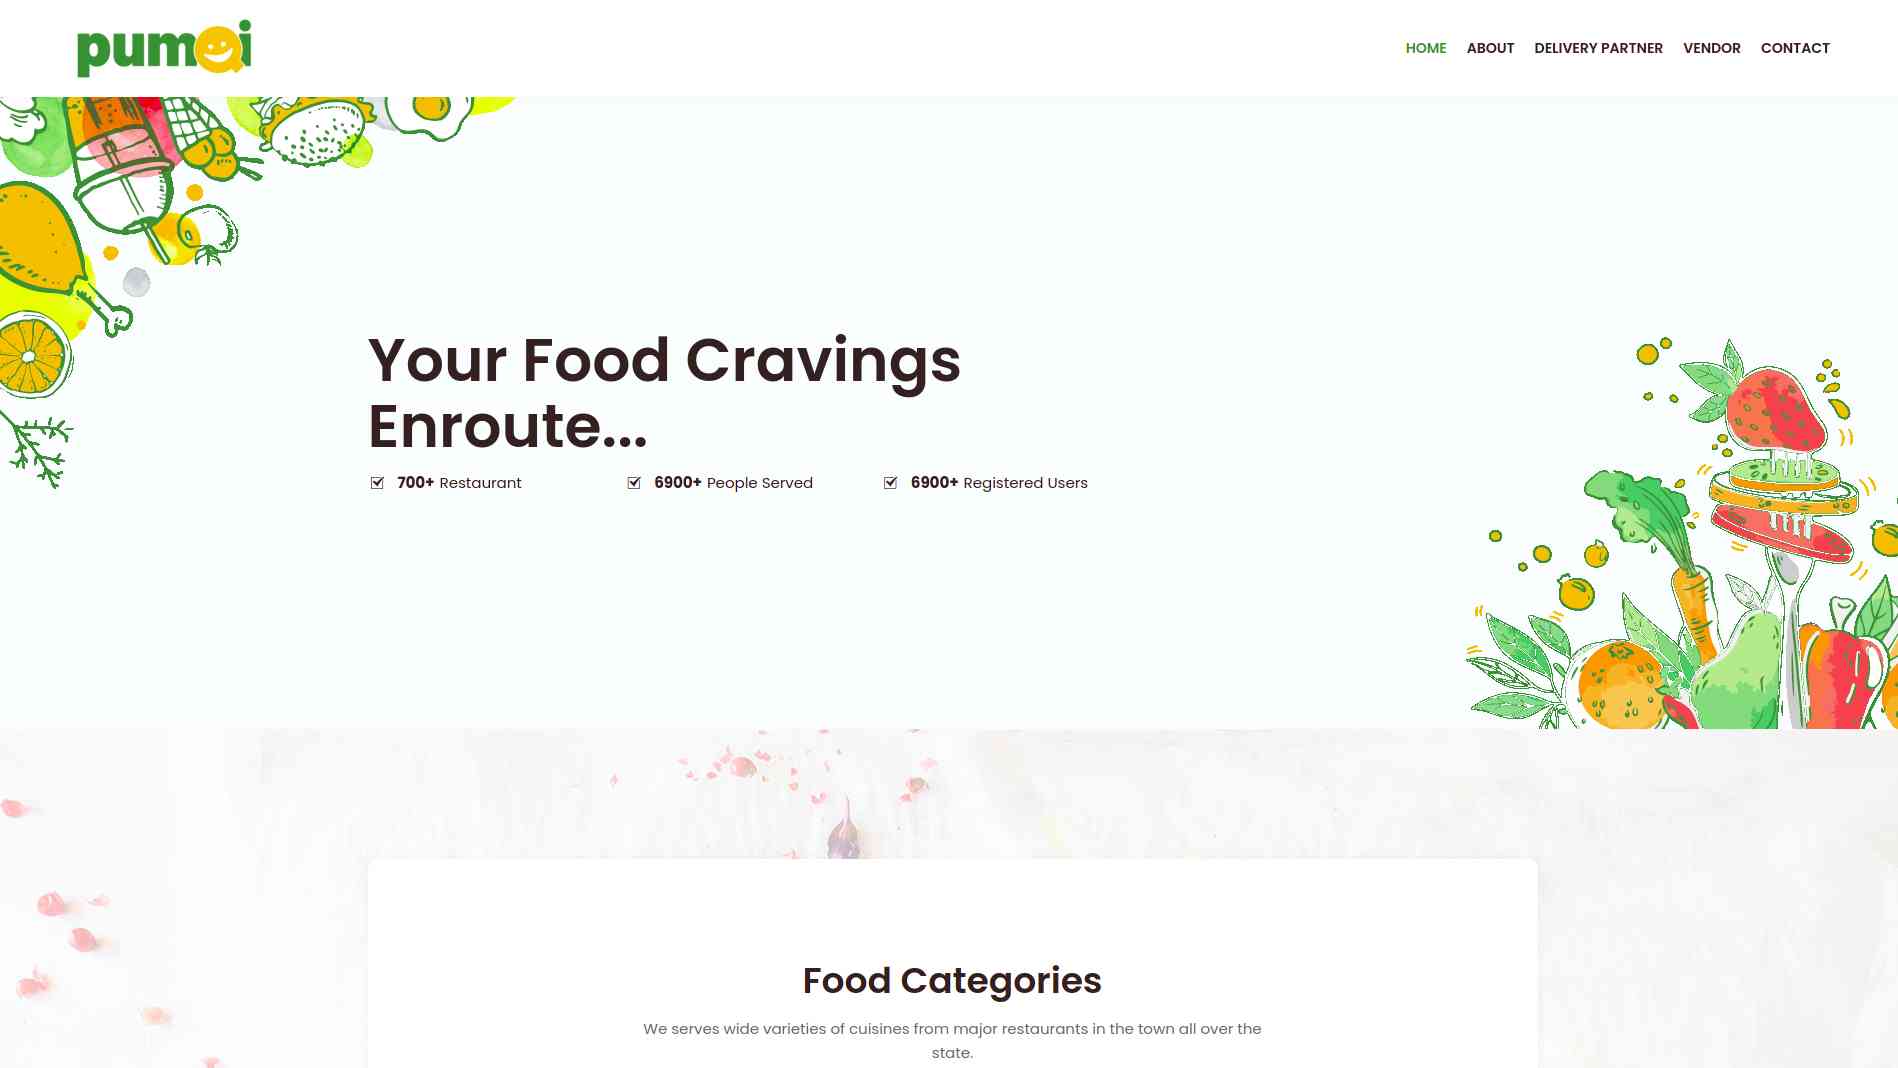 pumai
HOME ABOUT DELIVERY PARTNER VENDOR CONTACT
Your Food Cravings
Enroute...
700+ Restaurant 6900+ People Served 6900+ Registered Users
Food Categories
We serves wide varieties of cuisines from major restaurants in the town all over the
state.